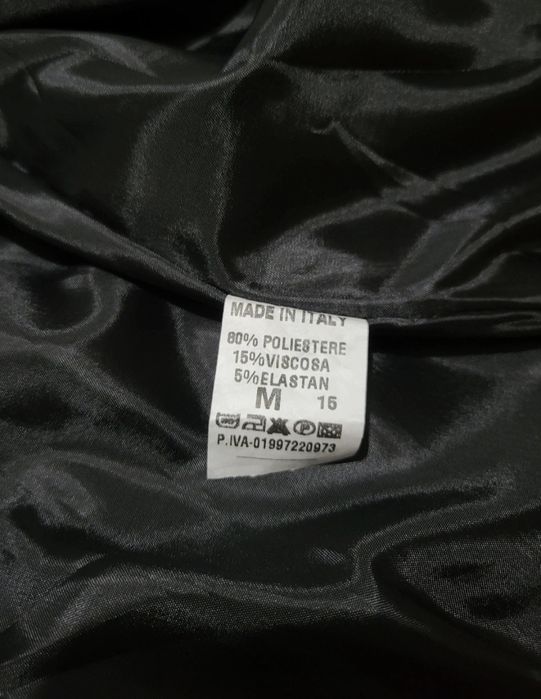 MADE IN ITALY
80% POLIESTERE
15%VISCOSA
5%ELASTAN
M 16
P.IVA-01997220973